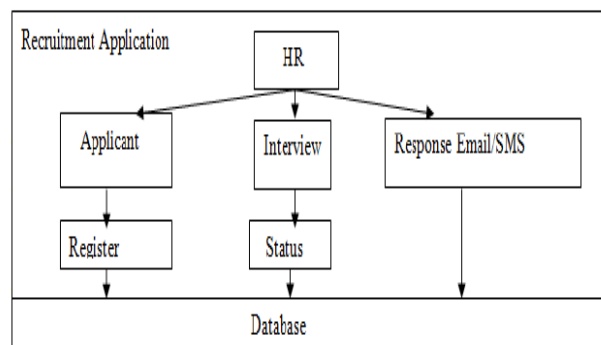 Recruitment Application
HR
Applicant
Interview
Response Email/SMS
Register
Status
Database